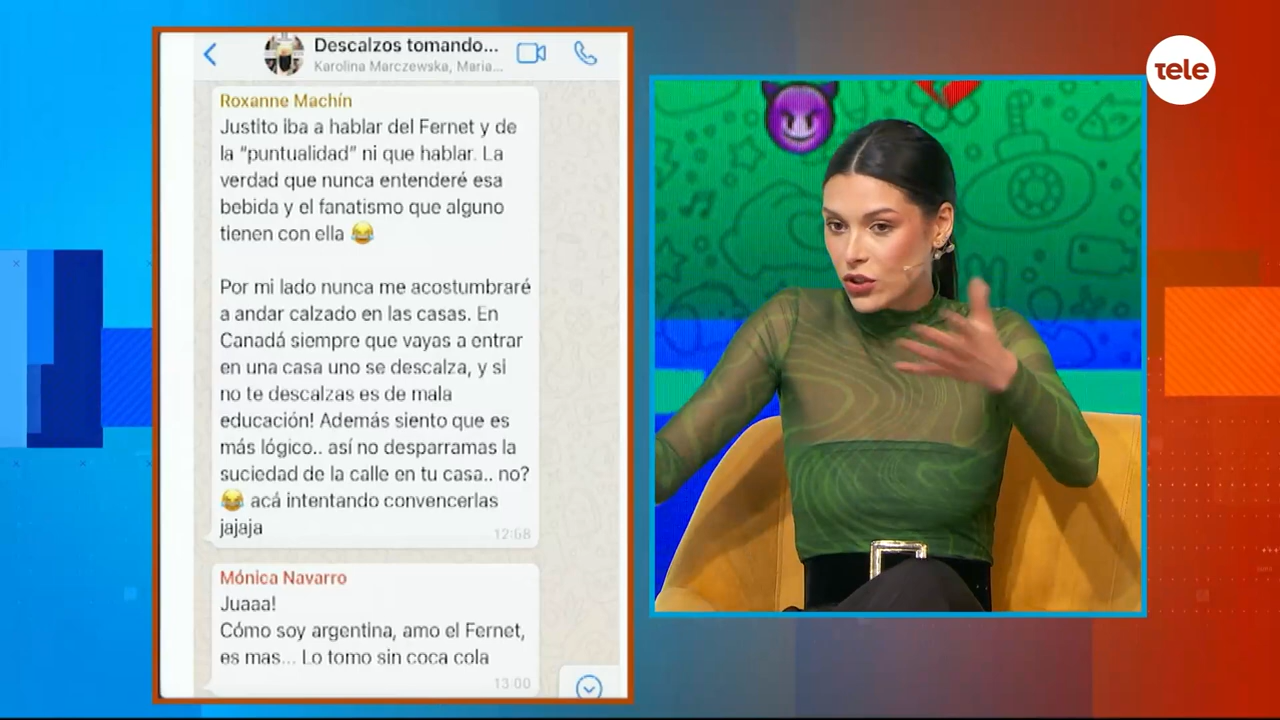 Descalzos tomando...
Karolina Marczewska, Maria...
Roxanne Machín
Justito iba a hablar del Fernet y de
la “puntualidad” ni que hablar. La
verdad que nunca entenderé esa
bebida y el fanatismo que alguno
tienen con ella
Por mi lado nunca me acostumbraré
a andar calzado en las casas. En
Canadá siempre que vayas a entrar
en una casa uno se descalza, y si
no te descalzas es de mala
educación! Además siento que es
más lógico.. así no desparramas la
suciedad de la calle en tu casa.. no?
acá intentando convencerlas
jajaja
12:58
Mónica Navarro
Juaaa!
Cómo soy argentina, amo el Fernet,
es mas... Lo tomo sin coca cola
13:00
tele